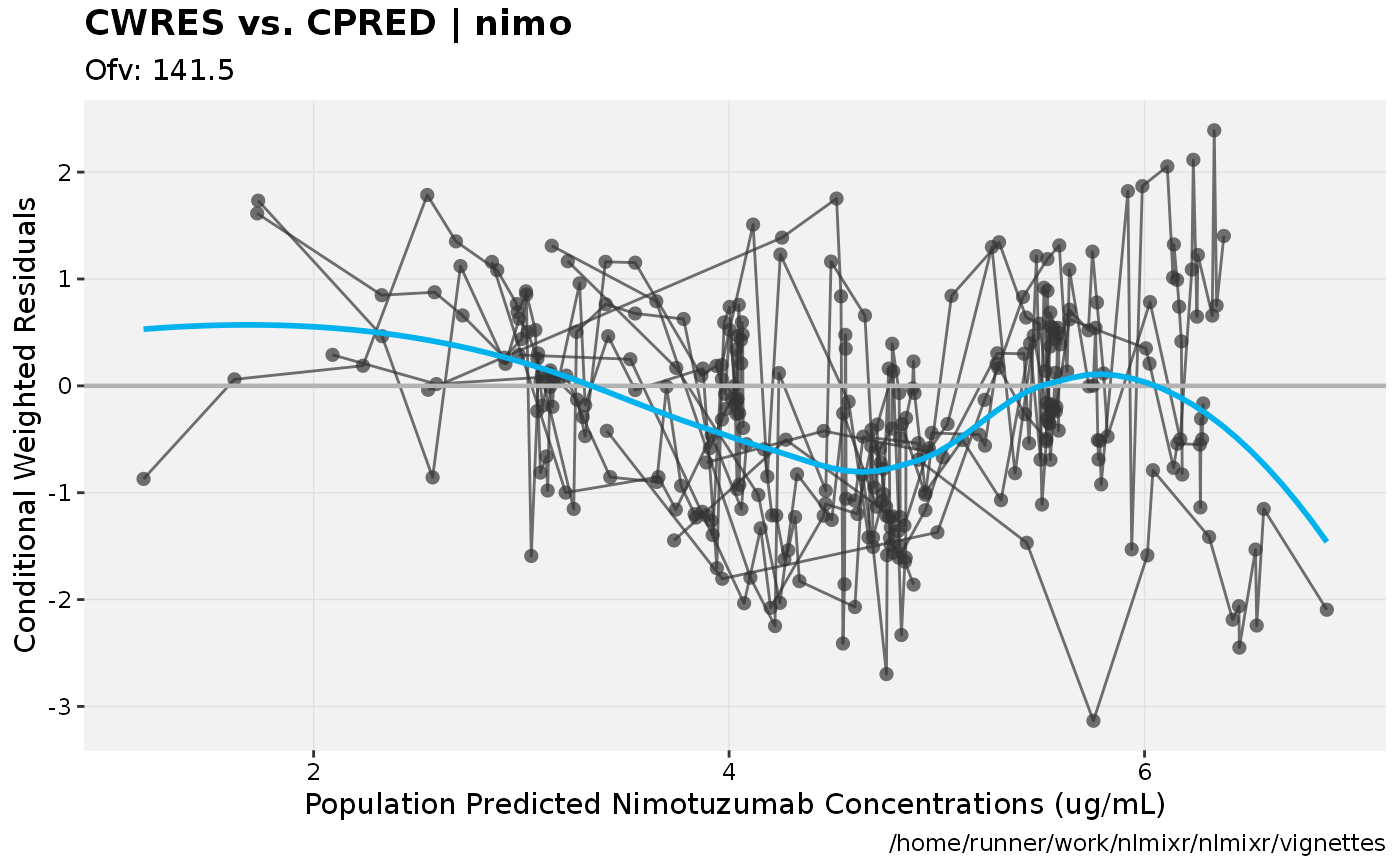 CWRES vs. CPRED | nimo
Ofv: 141.5
Conditional Weighted Residuals
2
1
0
-1
-2
-3
2
4
6
Population Predicted Nimotuzumab Concentrations (ug/mL)
/home/runner/work/nlmixr/nlmixr/vignettes